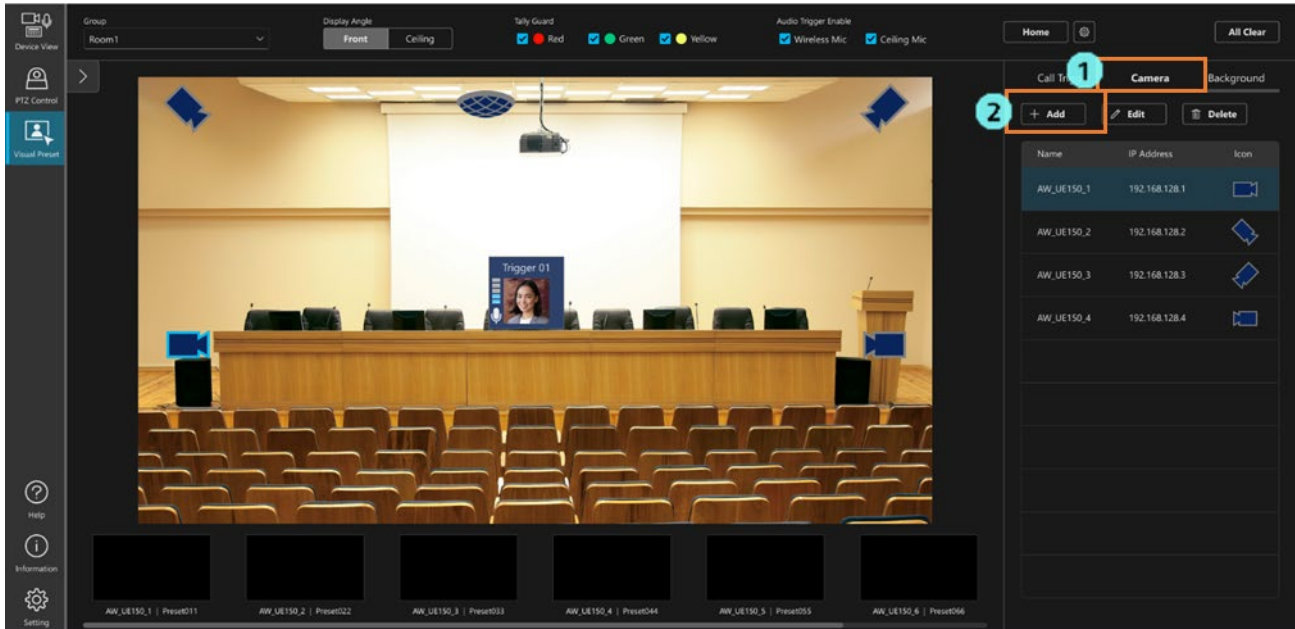 Device View
PTZ Control
Visual Preset
Help
Information
Setting
Group
Room1
Display Angle
Front Ceiling
Tally Guard
Red Green Yellow
Audio Trigger Enable
Wireless Mic Ceiling Mic
Home All Clear
Trigger 01
AW_UE150_1 | Preset011
AW_UE150_2 | Preset022
AW_UE150_3 | Preset033
AW_UE150_4 | Preset044
AW_UE150_5 | Preset055
AW_UE150_6 | Preset066
Call 1 Camera Background
2 + Add Edit Delete
Name IP Address Icon
AW_UE150_1 192.168.128.1
AW_UE150_2 192.168.128.2
AW_UE150_3 192.168.128.3
AW_UE150_4 192.168.128.4